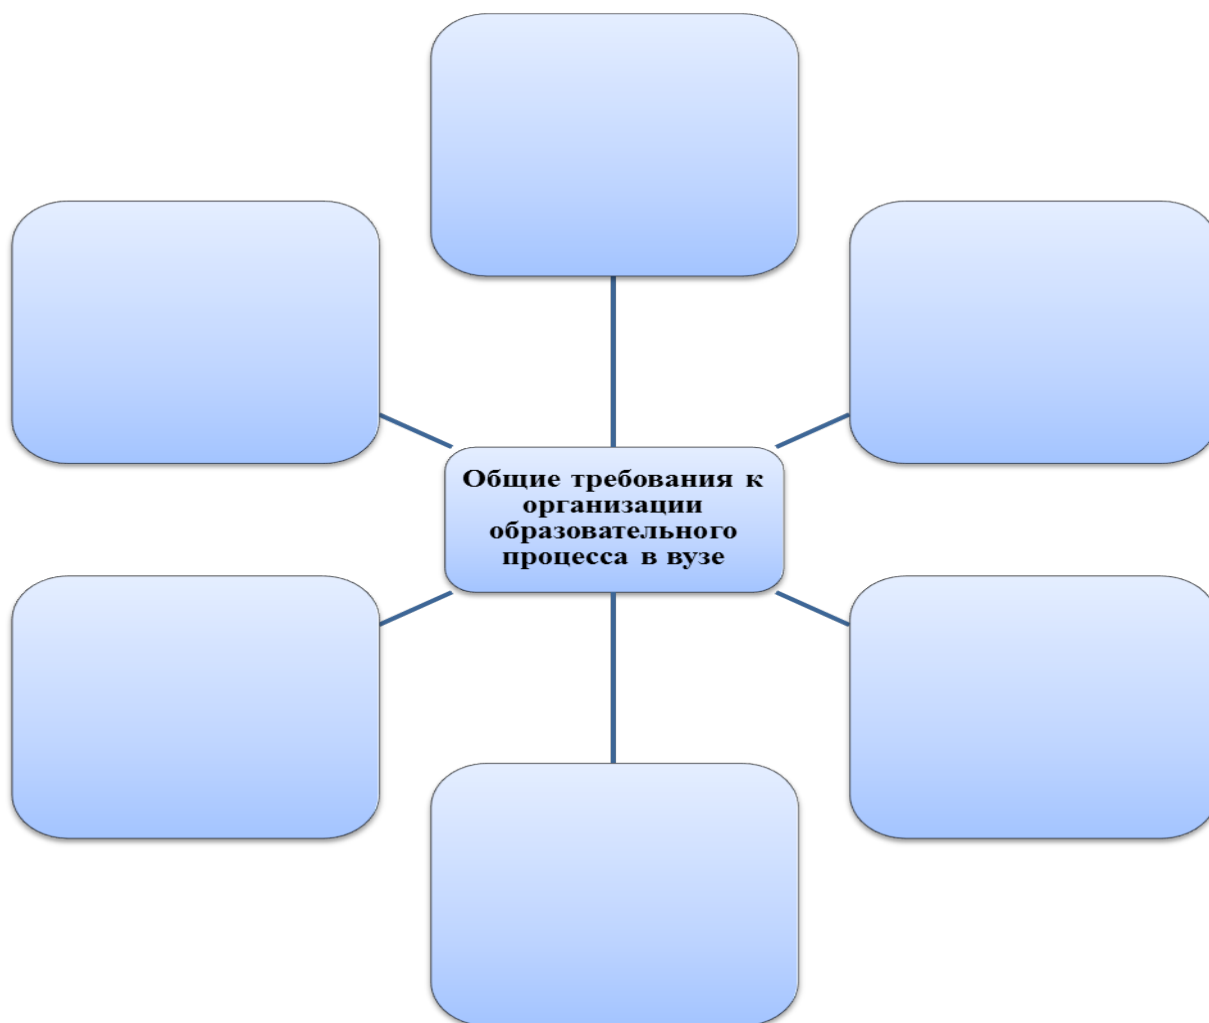 Общие требования к
организации
образовательного
процесса в вузе